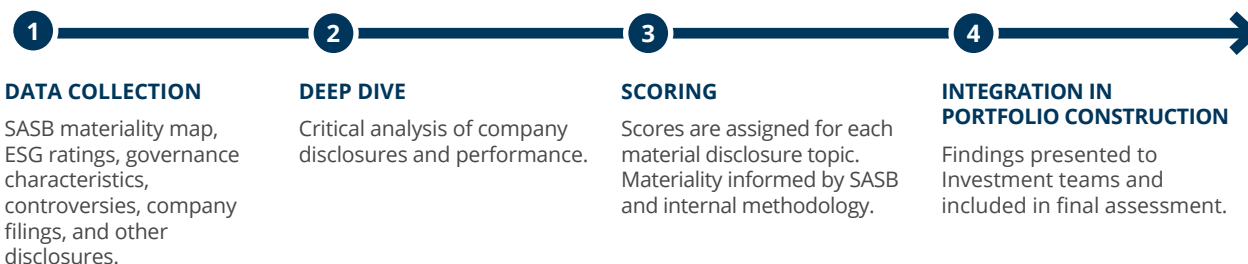 1
2
3
4
DATA COLLECTION
SASB materiality map,
ESG ratings, governance
characteristics,
controversies, company
filings, and other
disclosures.
DEEP DIVE
Critical analysis of company
disclosures and performance.
SCORING
Scores are assigned for each
material disclosure topic.
Materiality informed by SASB
and internal methodology.
INTEGRATION IN
PORTFOLIO CONSTRUCTION
Findings presented to
Investment teams and
included in final assessment.